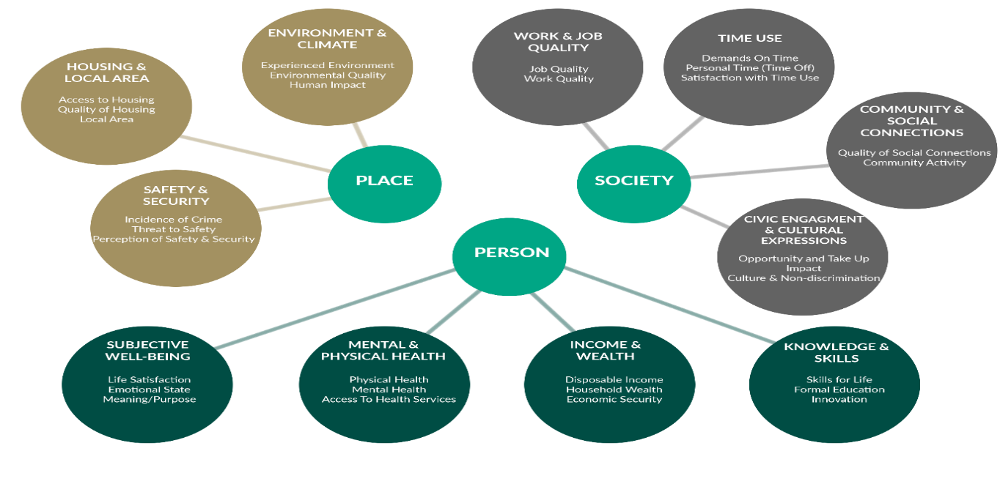 ENVIRONMENT &
CLIMATE
Experienced Environment
Environmental Quality
Human Impact
HOUSING &
LOCAL AREA
Access to Housing
Quality of Housing
Local Area
SAFETY &
SECURITY
Incidence of Crime
Threat to Safety
Perception of Safety & Security
PLACE
WORK & JOB
QUALITY
Job Quality
Work Quality
TIME USE
Demands On Time
Personal Time (Time Off)
Satisfaction with Time Use
COMMUNITY &
SOCIAL
CONNECTIONS
Quality of Social Connections
Community Activity
SOCIETY
CIVIC ENGAGMENT
& CULTURAL
EXPRESSIONS
Opportunity and Take Up
Impact
Culture & Non-discrimination
PERSON
SUBJECTIVE
WELL-BEING
Life Satisfaction
Emotional State
Meaning/Purpose
MENTAL &
PHYSICAL HEALTH
Physical Health
Mental Health
Access To Health Services
INCOME &
WEALTH
Disposable Income
Household Wealth
Economic Security
KNOWLEDGE &
SKILLS
Skills for Life
Formal Education
Innovation